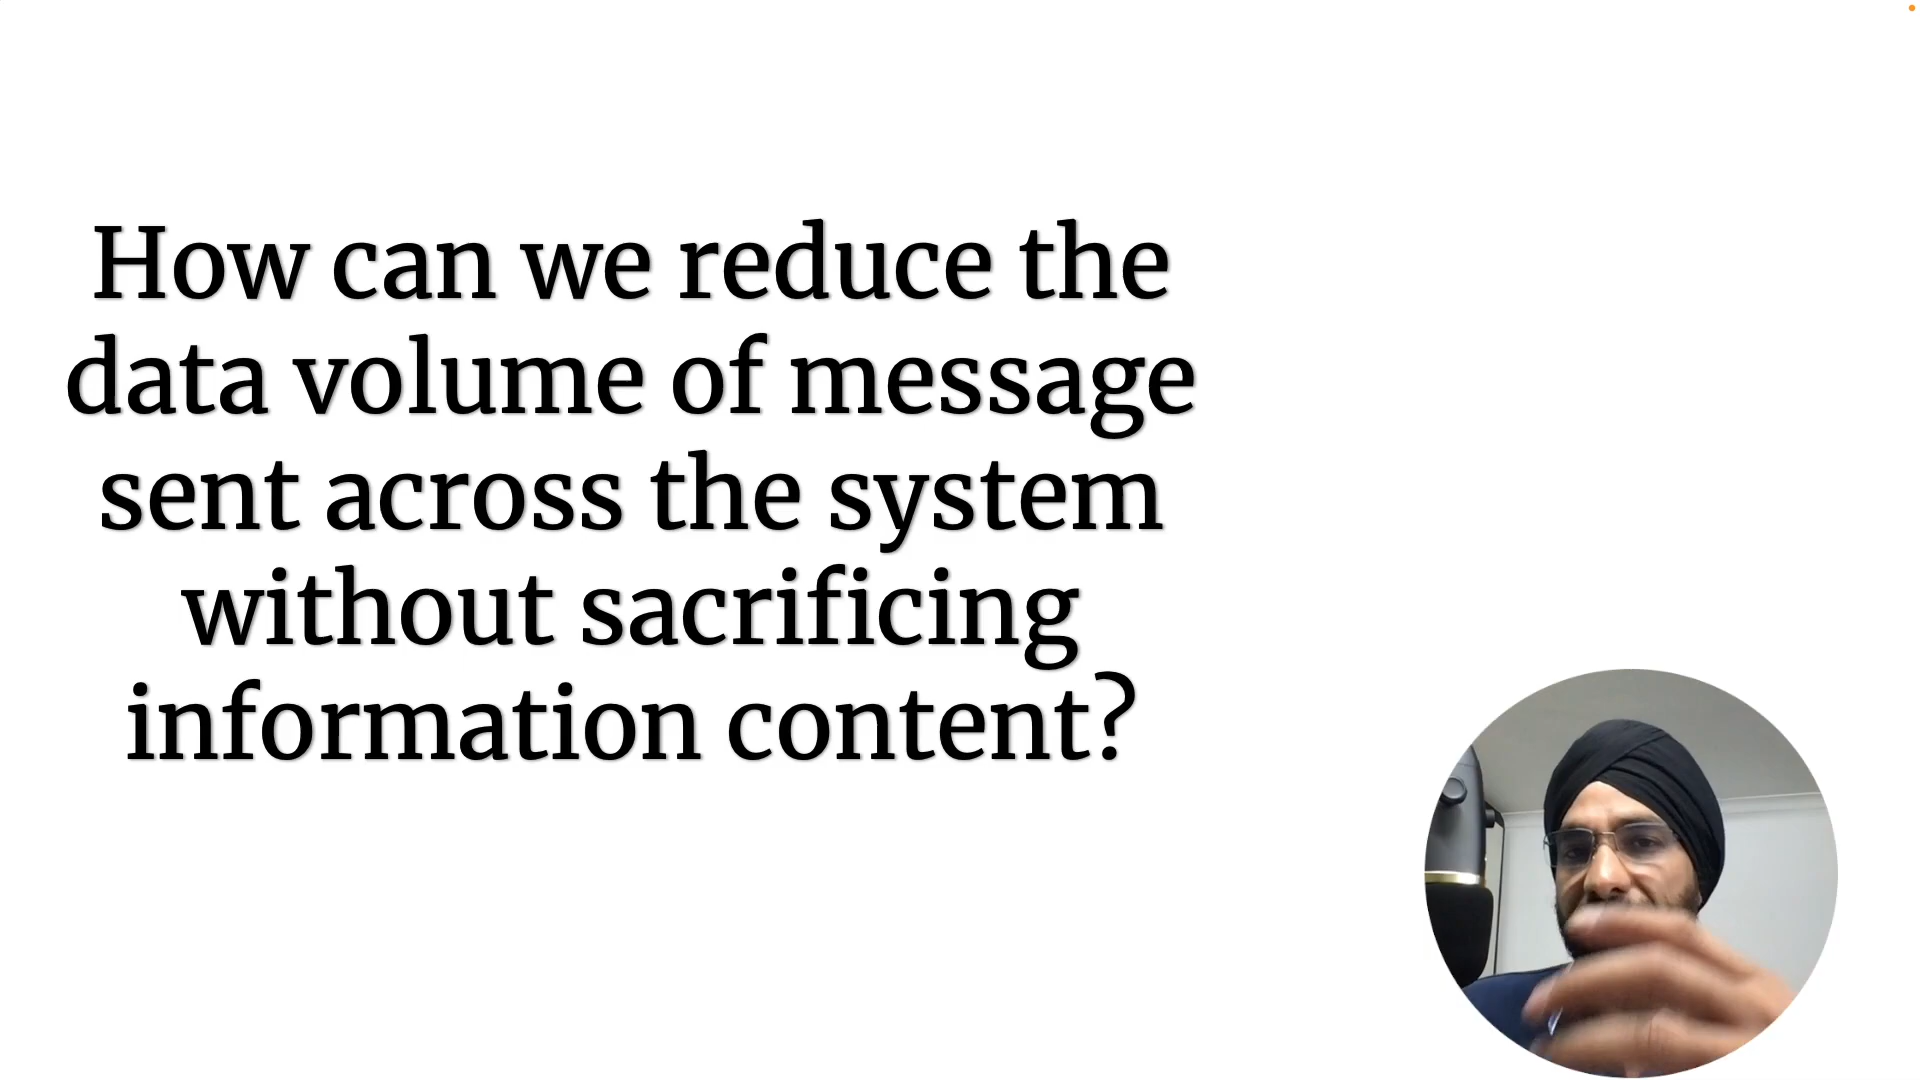 How can we reduce the
data volume of message
sent across the system
without sacrificing
information content?